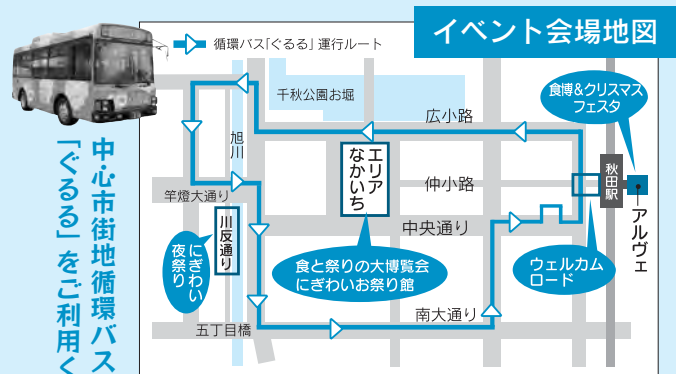 イベント会場地図
循環バス「ぐるる」運行ルート
中心市街地循環バス
「ぐるる」をご利用く
千秋公園お堀
旭川
広小路
食博&クリスマス
フェスタ
エリア
なかいち
仲小路
秋田駅
アルヴェ
竿燈大通り
川反通り
にぎわい
夜祭り
中央通り
食と祭りの大博覧会
にぎわいお祭り館
ウェルカム
ロード
南大通り
五丁目橋